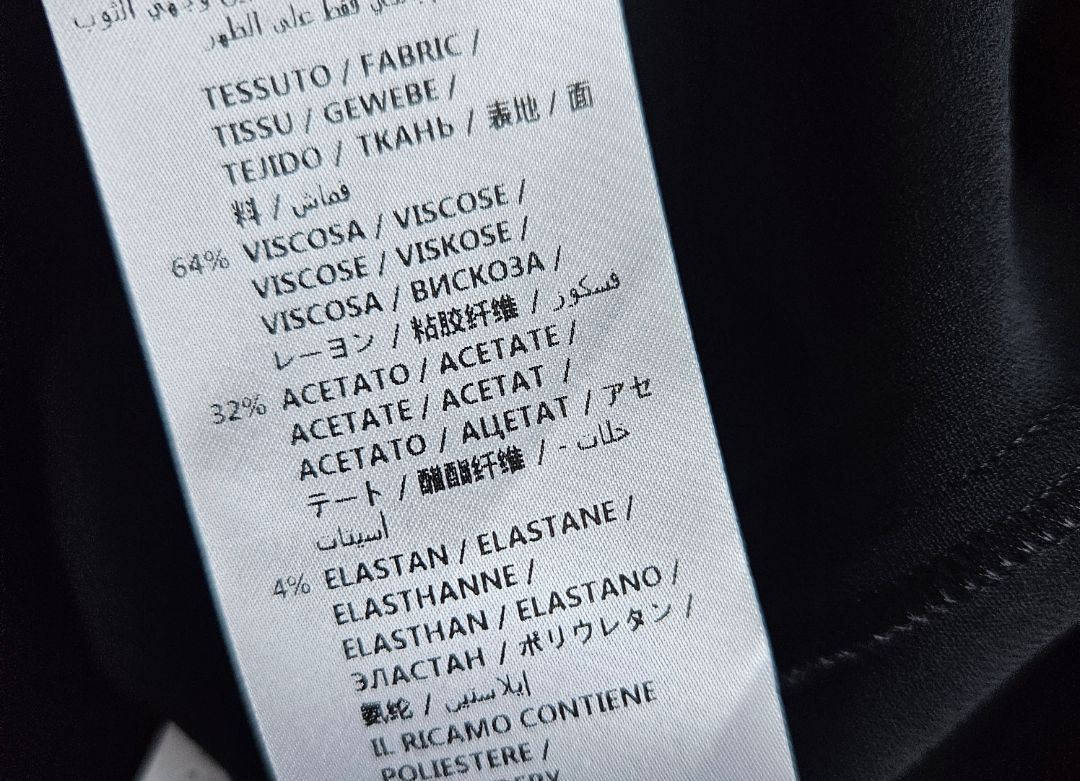 فقط على الظهر
TESSUTO / FABRIC /
TISSU / GEWEBE /
TEJIDO / ТКАНЬ / 表地 / 面
料 / قماش
64% VISCOSA / VISCOSE /
VISCOSE / VISKOSE /
VISCOSA / ВИСКОЗА /
レーヨン / 粘胶纤维 / فسكوز
32% ACETATO / ACETATE /
ACETATE / ACETAT /
ACETATO / АЦЕТАТ / アセ
テート / 醋酯纤维 / - خلات
أسيتات
4% ELASTAN / ELASTANE /
ELASTHANNE /
ELASTHAN / ELASTANO /
ЭЛАСТАН / ポリウレタン /
氨纶 / إيلاستين
IL RICAMO CONTIENE
POLIESTERE /